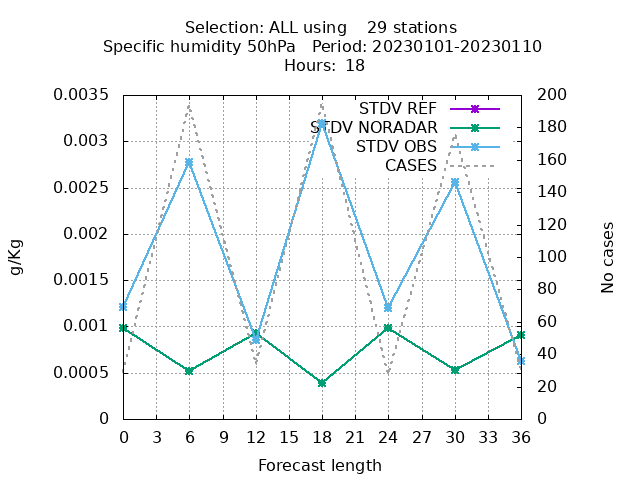 Selection: ALL using    29 stations
Specific humidity 50hPa   Period: 20230101-20230110
Hours: 18
STDV REF
STDV NORADAR
STDV OBS
CASES
g/Kg
0.0035
0.003
0.0025
0.002
0.0015
0.001
0.0005
0
No cases
200
180
160
140
120
100
80
60
40
20
0
0 3 6 9 12 15 18 21 24 27 30 33 36
Forecast length